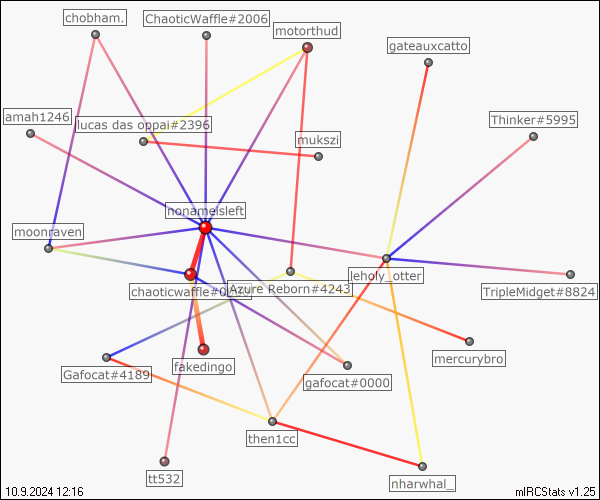 chobham.
ChaoticWaffle#2006
motorthud
gateauxcatto
amah1246
lucas das oppai#2396
Thinker#5995
mukszi
nonameisleft
moonraven
leholy_otter
chaoticwaffle#0
Azure Reborn#4243
TripleMidget#8824
mercurybro
Gafocat#4189
fakedingo
gafocat#0000
then1cc
tt532
nharwhal_
10.9.2024 12:16
mIRCStats v1.25